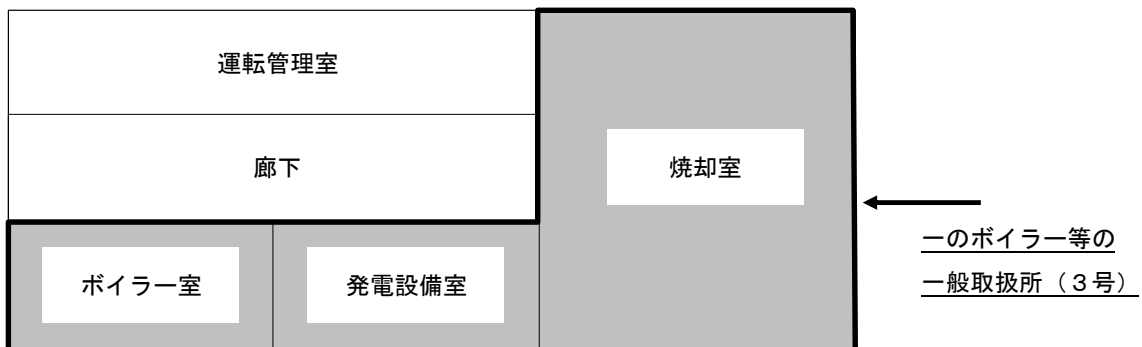 運転管理室
廊下
焼却室
ボイラー室
発電設備室
一のボイラー等の
一般取扱所（３号）